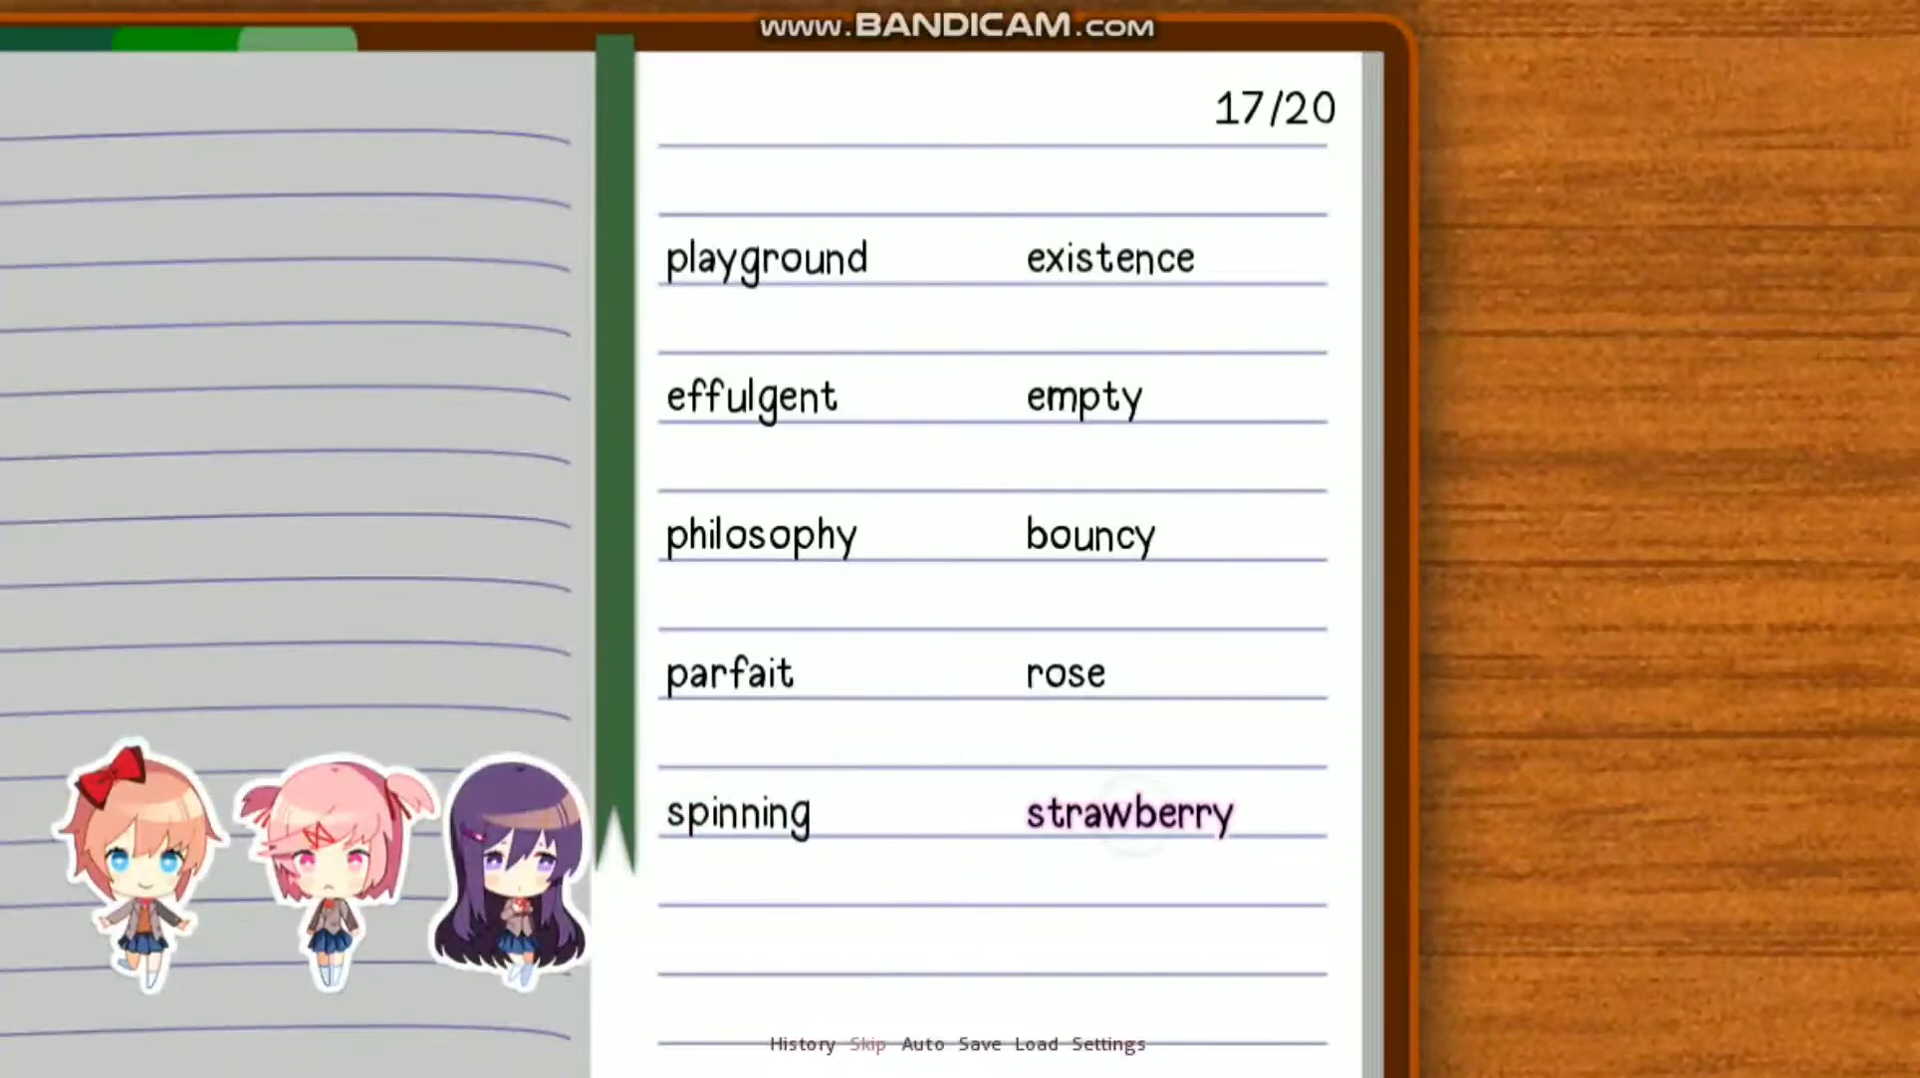 www.BANDICAM.com
17/20
playground existence
effulgent empty
philosophy bouncy
parfait rose
spinning strawberry
History Skip Auto Save Load Settings